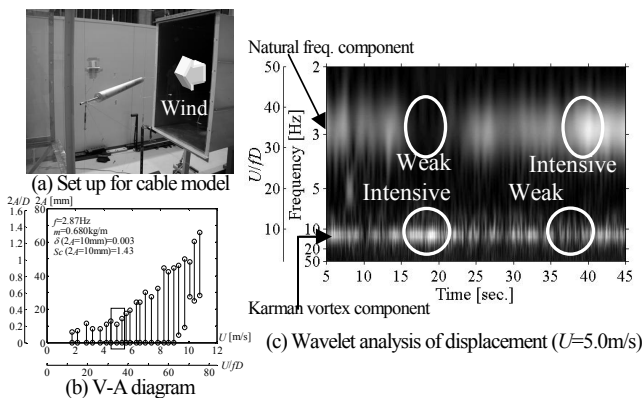 Wind
(a) Set up for cable model
2A/D
2A [mm]
1.6
1.4
1.2
1
0.8
0.6
0.4
0.2
0
80
60
40
20
0
f=2.87Hz
m=0.680kg/m
δ (2A=10mm)=0.003
Sc (2A=10mm)=1.43
0 2 4 6 8 10 12
U [m/s]
0 20 40 60 80
U/fD
(b) V-A diagram
Natural freq. component
50
40
30
20
10
0
U/fD
Frequency [Hz]
2
3
5
10
20
50
Weak
Intensive
Intensive
Weak
5 10 15 20 25 30 35 40 45
Time [sec.]
Karman vortex component
(c) Wavelet analysis of displacement (U=5.0m/s)